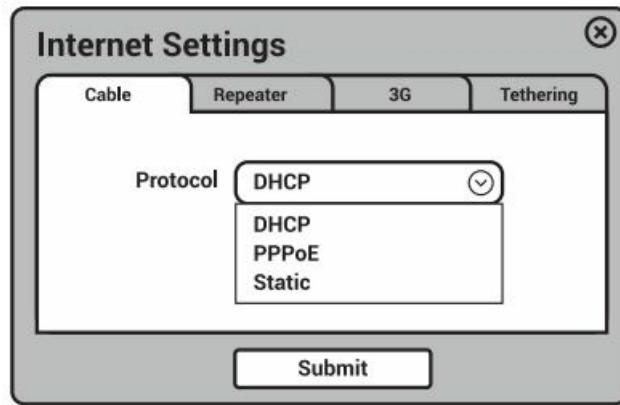 Internet Settings
Cable Repeater 3G Tethering
Protocol DHCP
DHCP
PPPoE
Static
Submit